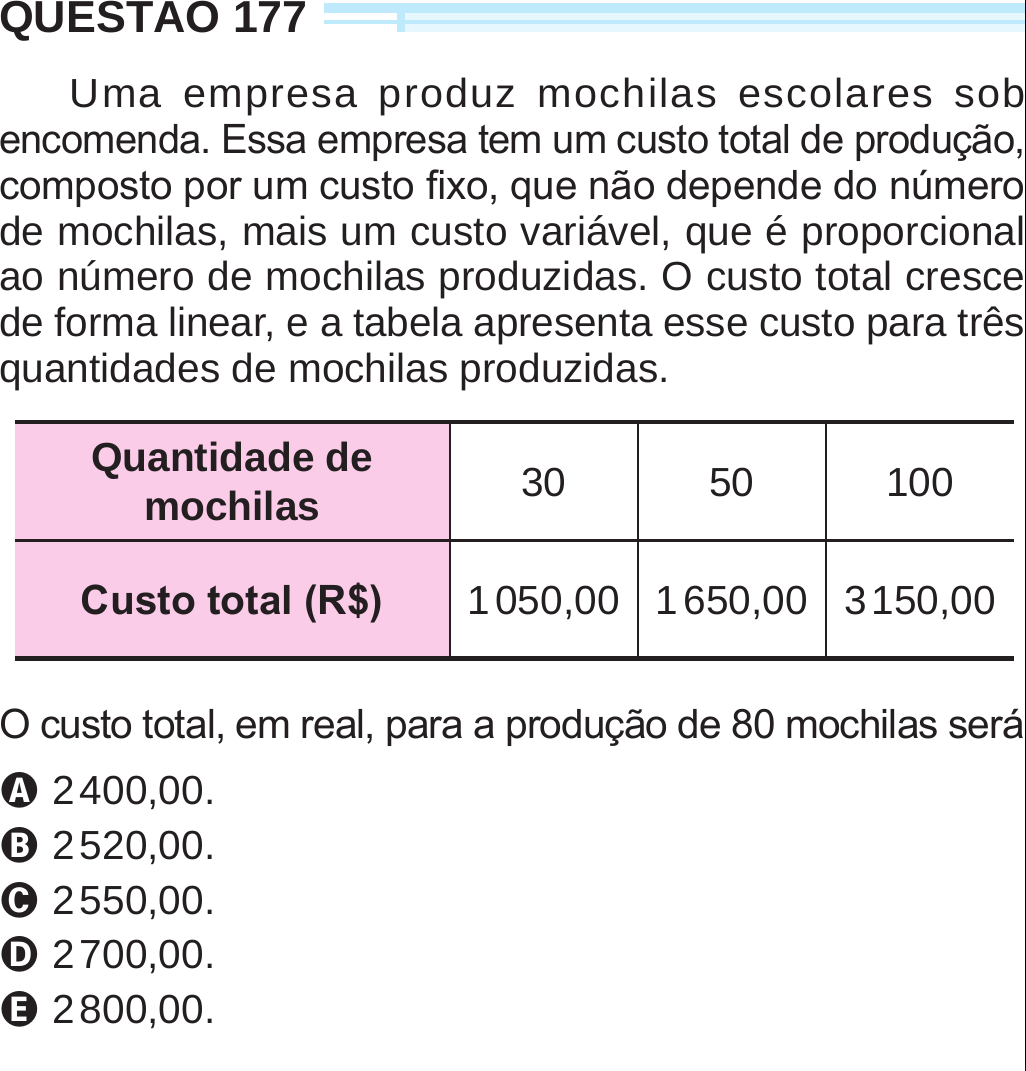 QUESTÃO 177
Uma empresa produz mochilas escolares sob
encomenda. Essa empresa tem um custo total de produção,
composto por um custo fixo, que não depende do número
de mochilas, mais um custo variável, que é proporcional
ao número de mochilas produzidas. O custo total cresce
de forma linear, e a tabela apresenta esse custo para três
quantidades de mochilas produzidas.
Quantidade de
mochilas
30 50 100
Custo total (R$) 1 050,00 1 650,00 3 150,00
O custo total, em real, para a produção de 80 mochilas será
A 2 400,00.
B 2 520,00.
C 2 550,00.
D 2 700,00.
E 2 800,00.